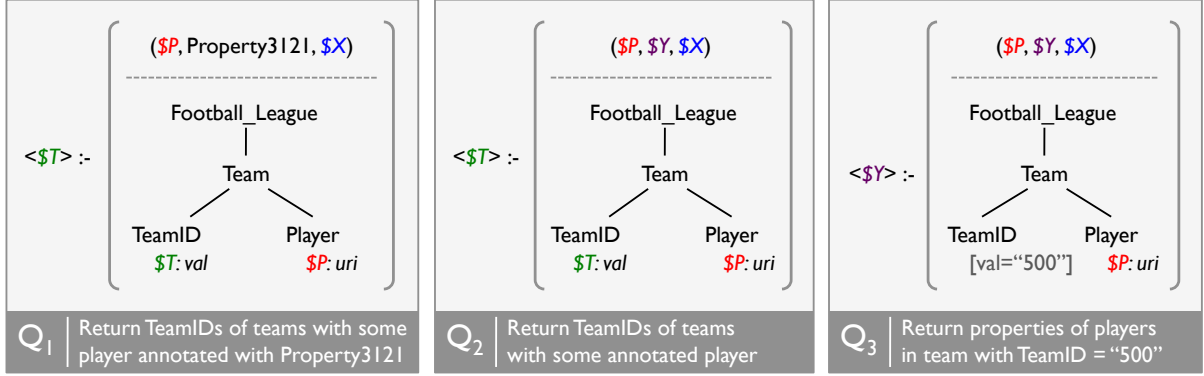 ($P, Property3121, $X)
Football_League
<$T> :-
Team
TeamID Player
$T: val $P: uri
Q1
Return TeamIDs of teams with some
player annotated with Property3121
($P, $Y, $X)
Football_League
<$T> :-
Team
TeamID Player
$T: val $P: uri
Q2
Return TeamIDs of teams
with some annotated player
($P, $Y, $X)
Football_League
<$Y> :-
Team
TeamID Player
[val=“500”] $P: uri
Q3
Return properties of players
in team with TeamID = “500”